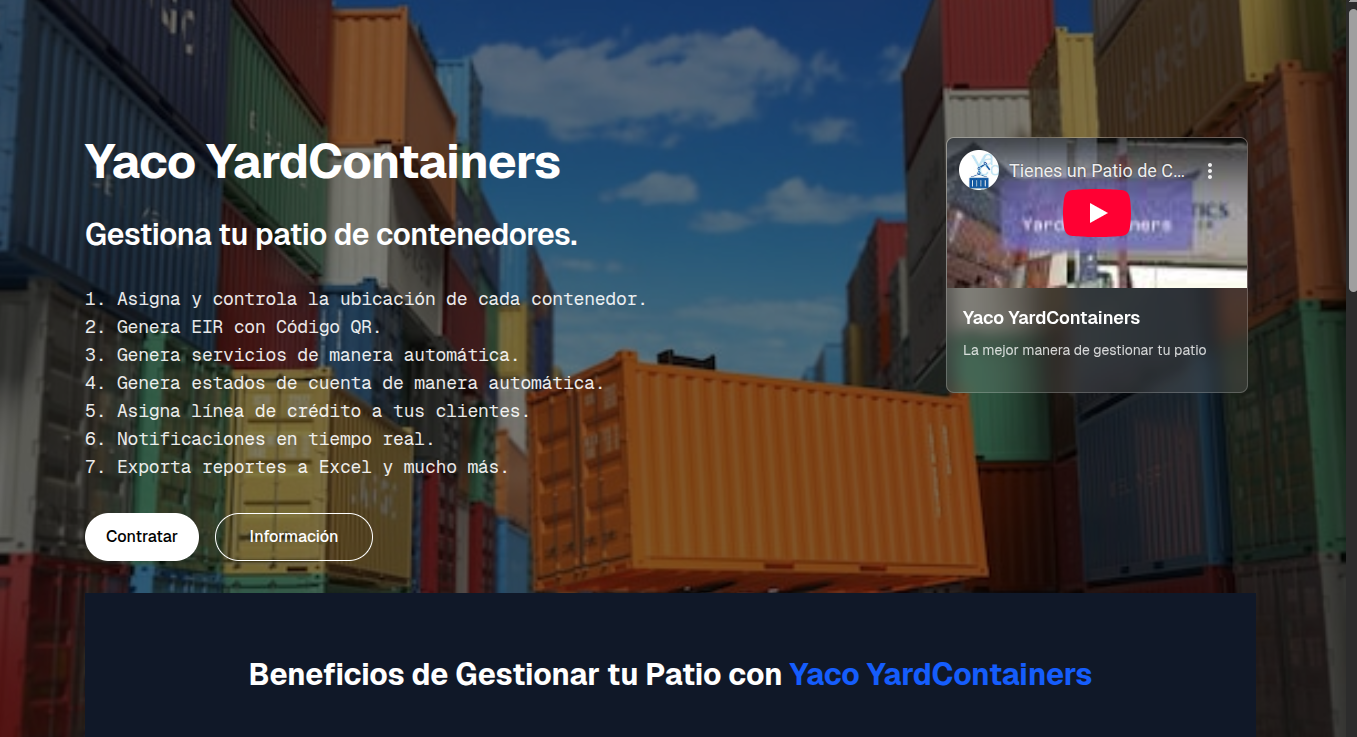 Yaco YardContainers
Gestiona tu patio de contenedores.
1. Asigna y controla la ubicación de cada contenedor.
2. Genera EIR con Código QR.
3. Genera servicios de manera automática.
4. Genera estados de cuenta de manera automática.
5. Asigna línea de crédito a tus clientes.
6. Notificaciones en tiempo real.
7. Exporta reportes a Excel y mucho más.
Contratar
Información
Tienes un Patio de C...
Yaco YardContainers
La mejor manera de gestionar tu patio
Beneficios de Gestionar tu Patio con Yaco YardContainers